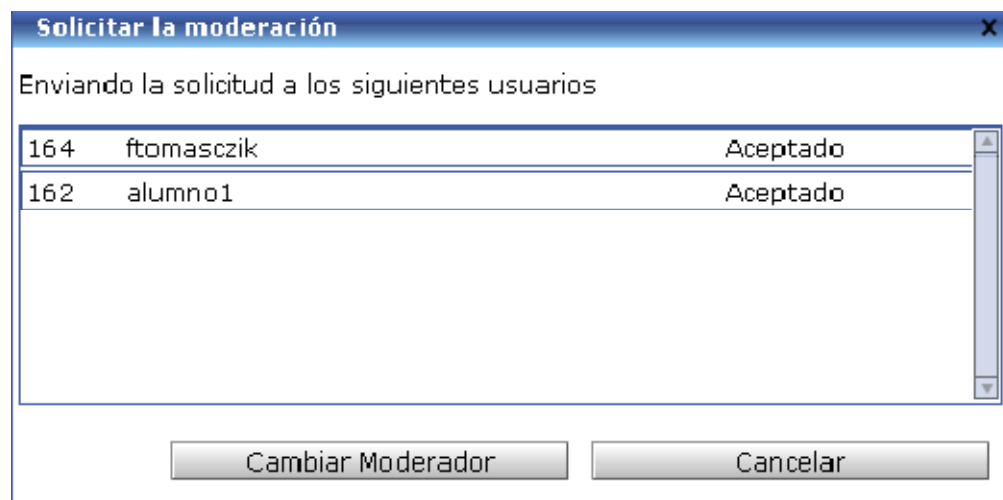 Solicitar la moderación x
Enviando la solicitud a los siguientes usuarios
164 ftomasczik Aceptado
162 alumno1 Aceptado
Cambiar Moderador Cancelar